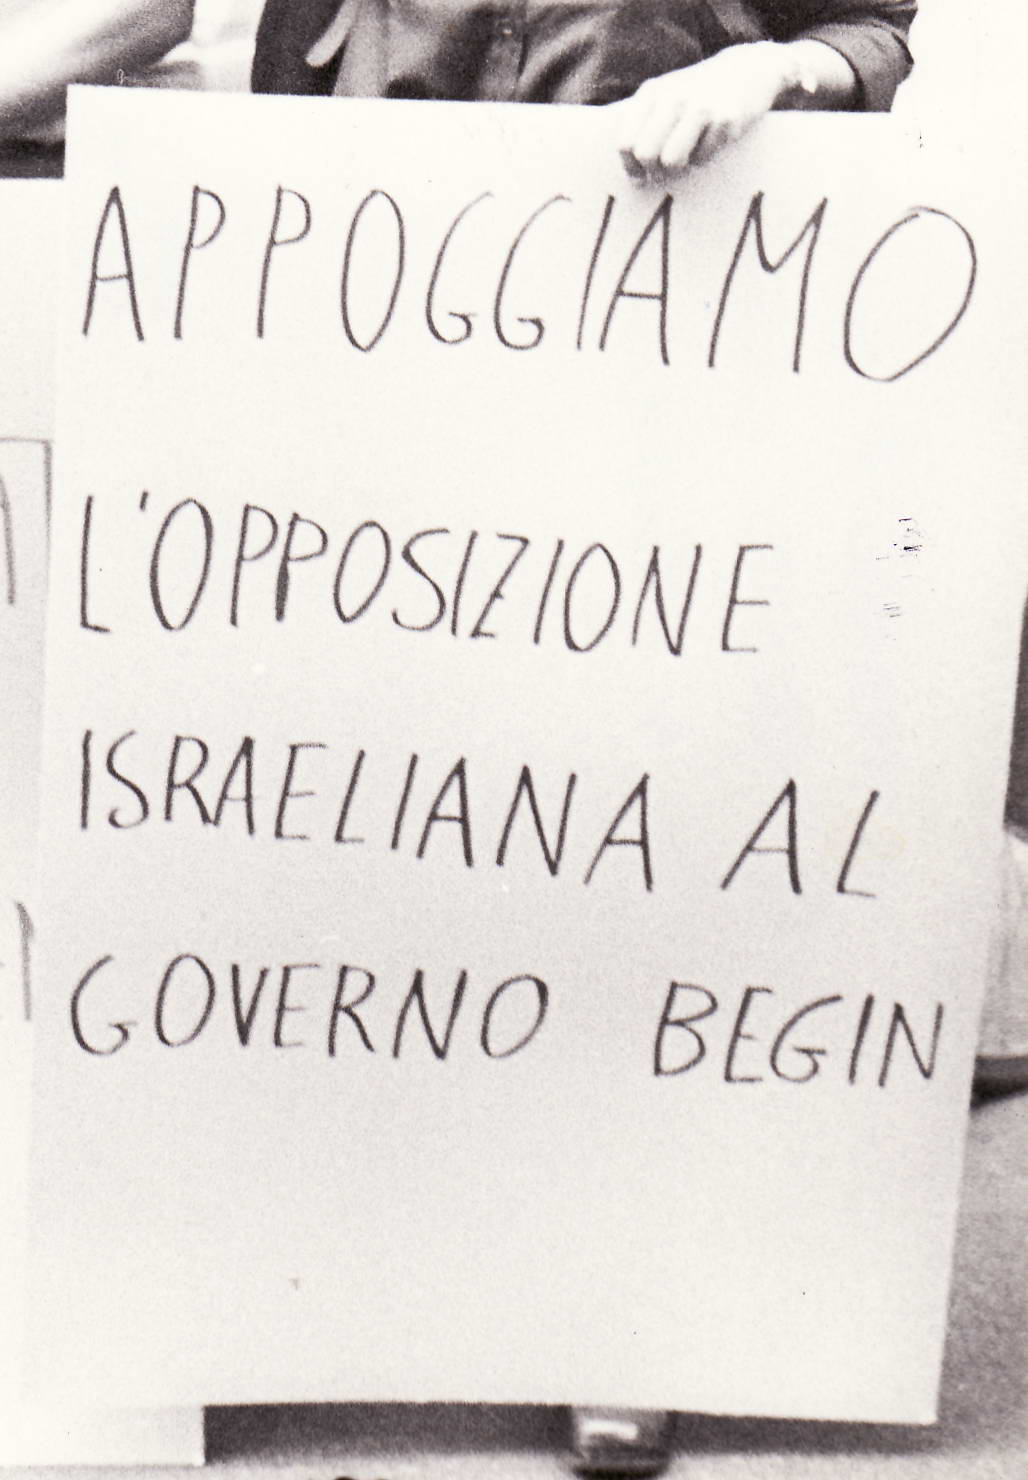 APPOGGIAMO
L'OPPOSIZIONE
ISRAELIANA AL
GOVERNO BEGIN